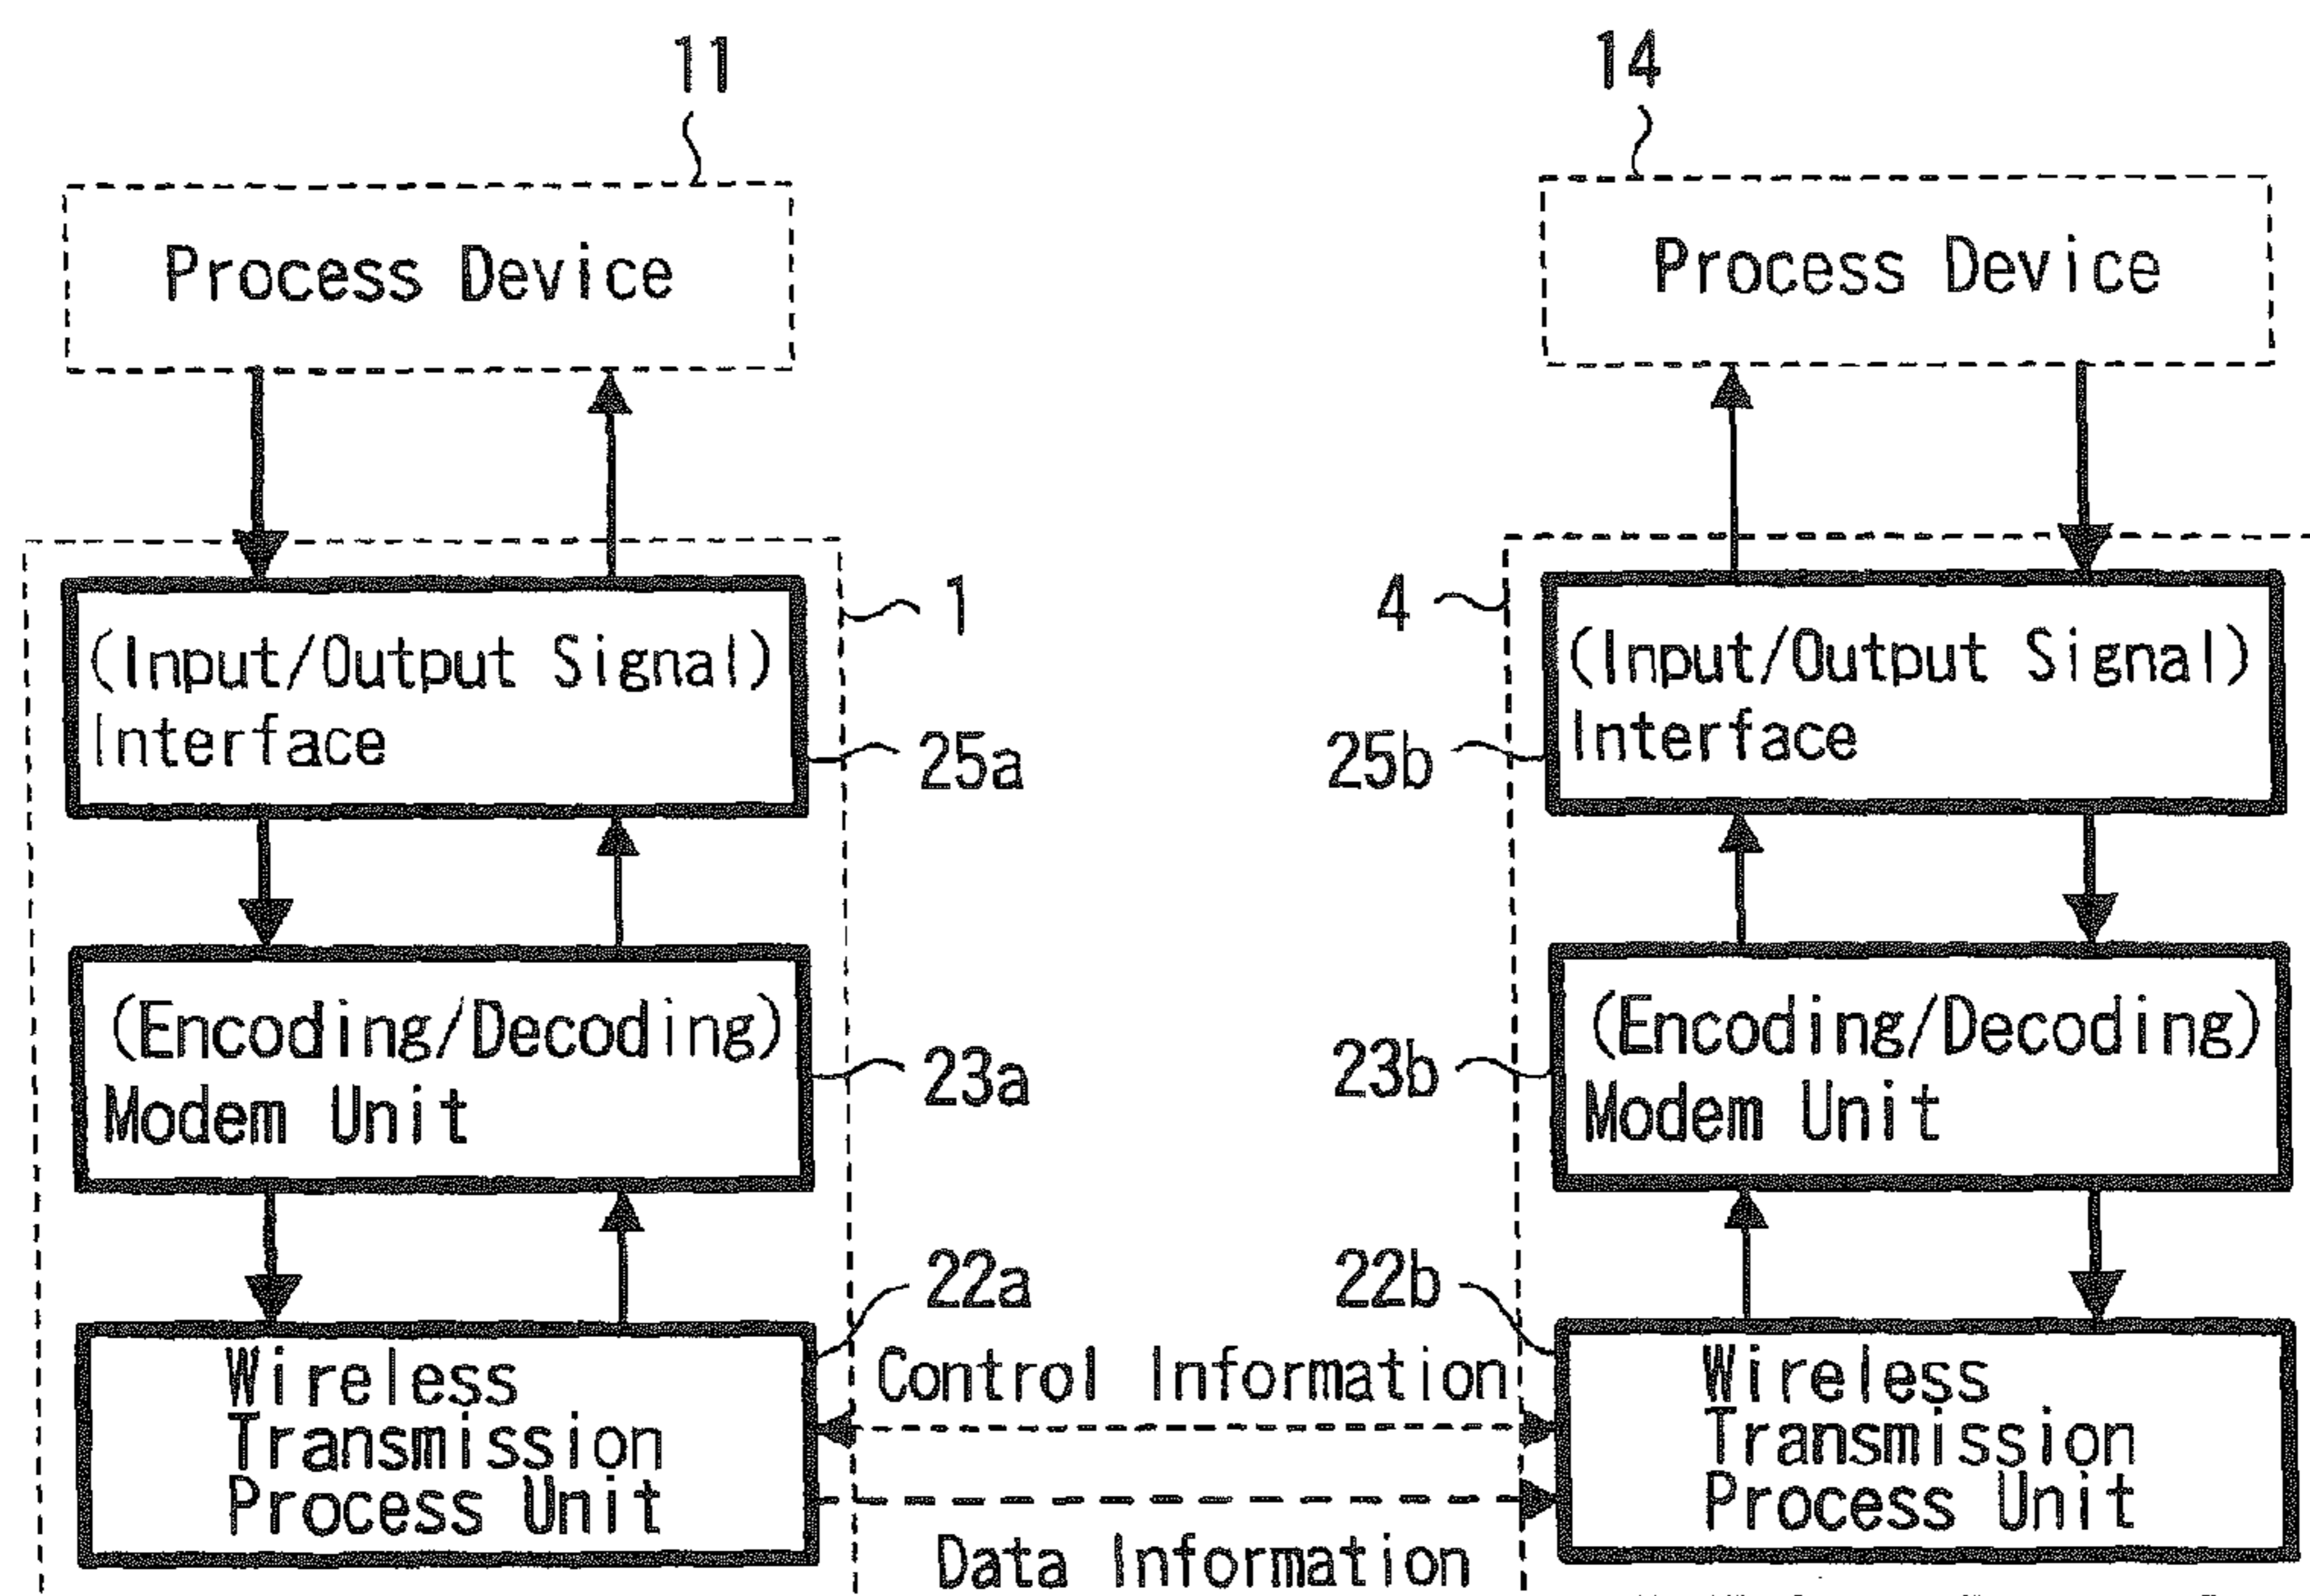 11
14
Process Device
Process Device
1
4
(Input/Output Signal)
Interface
(Input/Output Signal)
Interface
25a
25b
(Encoding/Decoding)
Modem Unit
(Encoding/Decoding)
Modem Unit
23a
23b
22a
22b
Wireless
Transmission
Process Unit
Control Information
Wireless
Transmission
Process Unit
Data Information